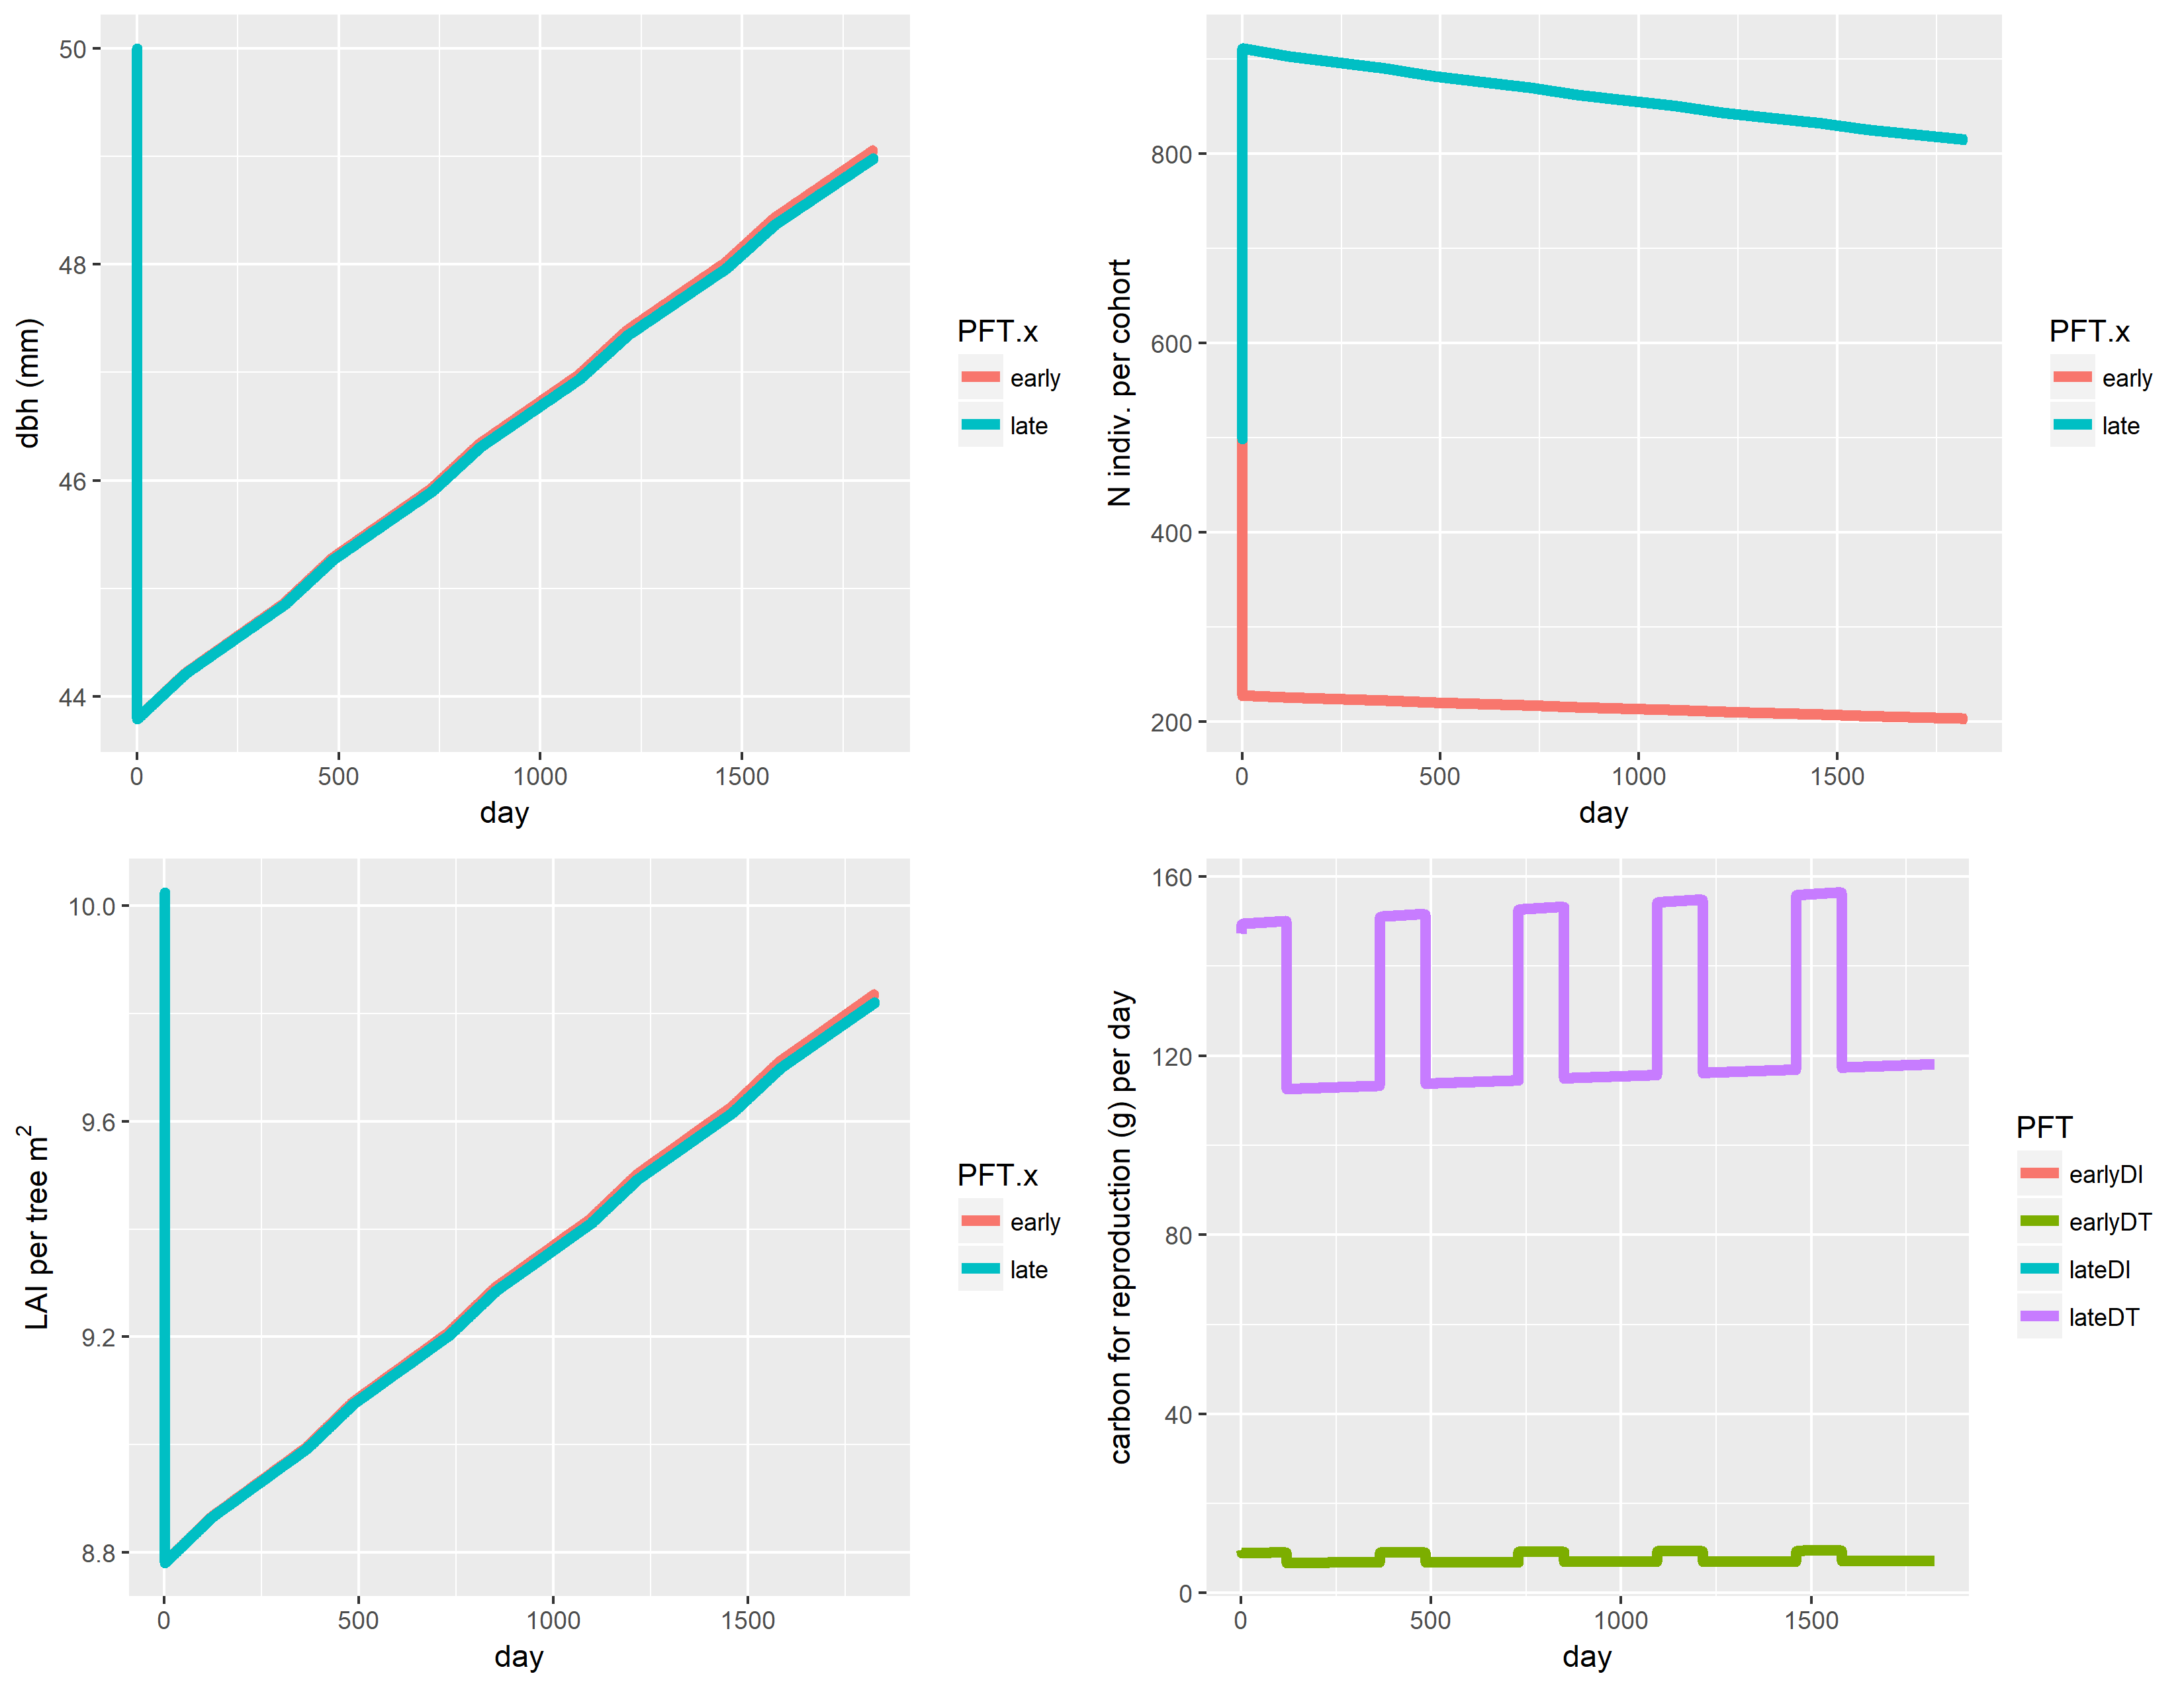 50
48
46
44
dbh (mm)
0 500 1000 1500
day
PFT.x
early
late
800
600
400
200
N indiv. per cohort
0 500 1000 1500
day
PFT.x
early
late
10.0
9.6
9.2
8.8
LAI per tree m²
0 500 1000 1500
day
PFT.x
early
late
160
120
80
40
0
carbon for reproduction (g) per day
0 500 1000 1500
day
PFT
earlyDI
earlyDT
lateDI
lateDT